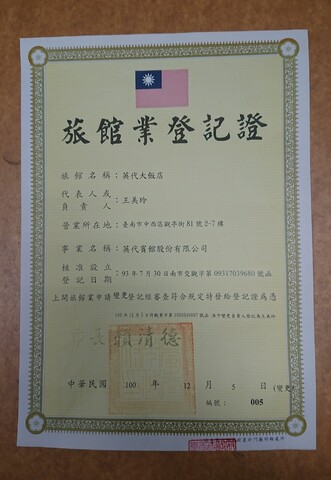 旅館業登記證
旅館名稱：英代大飯店
代表人或
負責人：王美玲
營業所在地：臺南市中西區觀亭街81號2-7樓
事業名稱：英代賓館股份有限公司
核准設立
登記日期：93年7月30日南市交觀字第09317039680號函
上開旅館業申請變更登記經審查符合規定特發給登記證為憑
市長賴清德
中華民國 100 年 12 月 5 日（變更）
編號：005